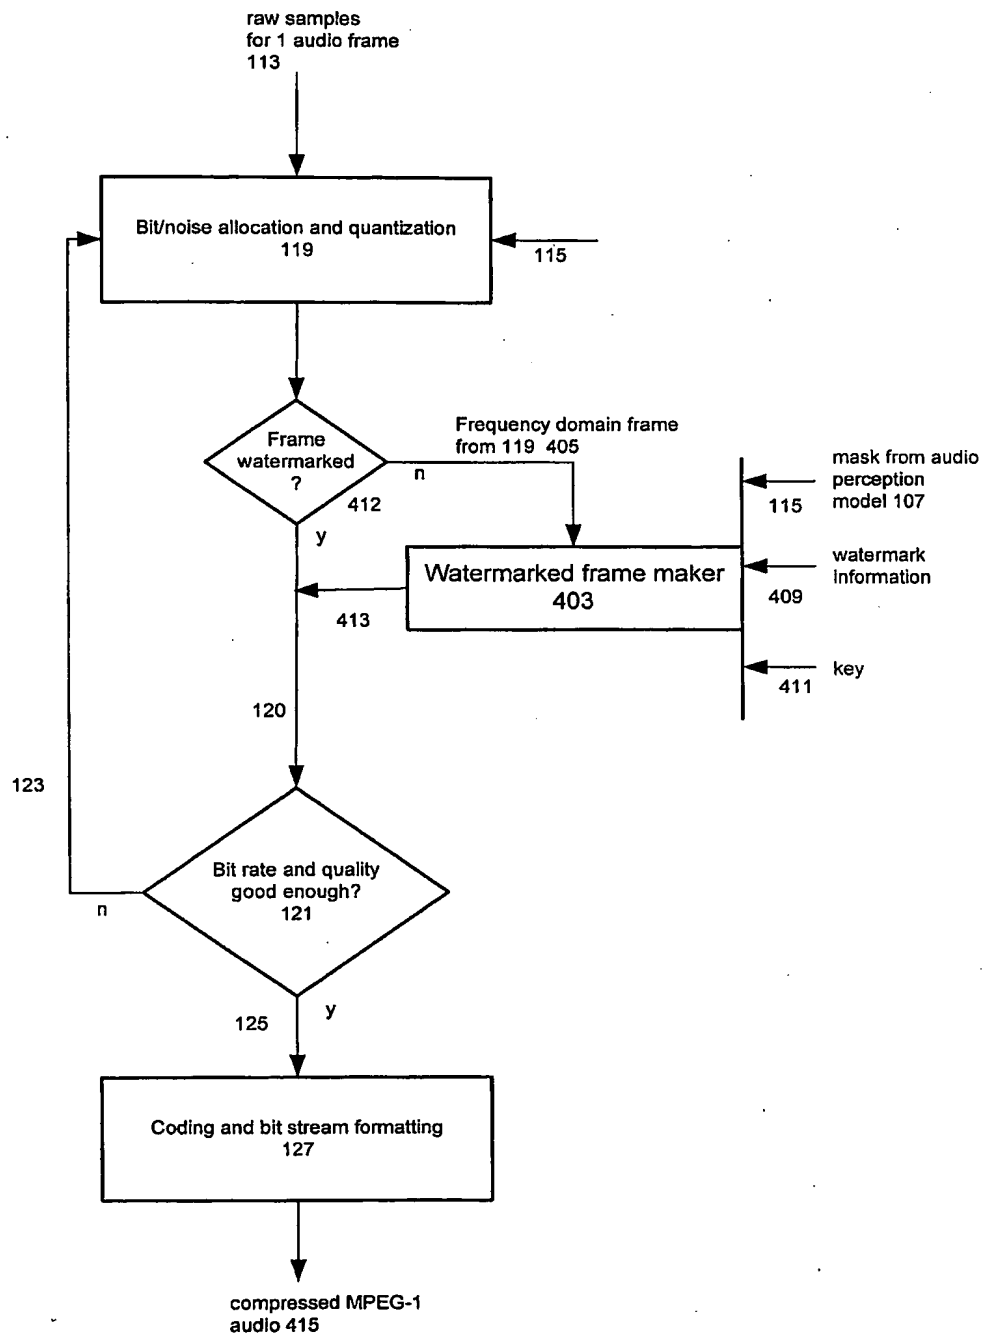 raw samples
for 1 audio frame
113
Bit/noise allocation and quantization
119
115
Frame
watermarked
?
412
n
y
Frequency domain frame
from 119 405
mask from audio
perception
model 107
115
Watermarked frame maker
403
watermark
information
409
413
key
411
120
123
Bit rate and quality
good enough?
121
n
y
125
Coding and bit stream formatting
127
compressed MPEG-1
audio 415